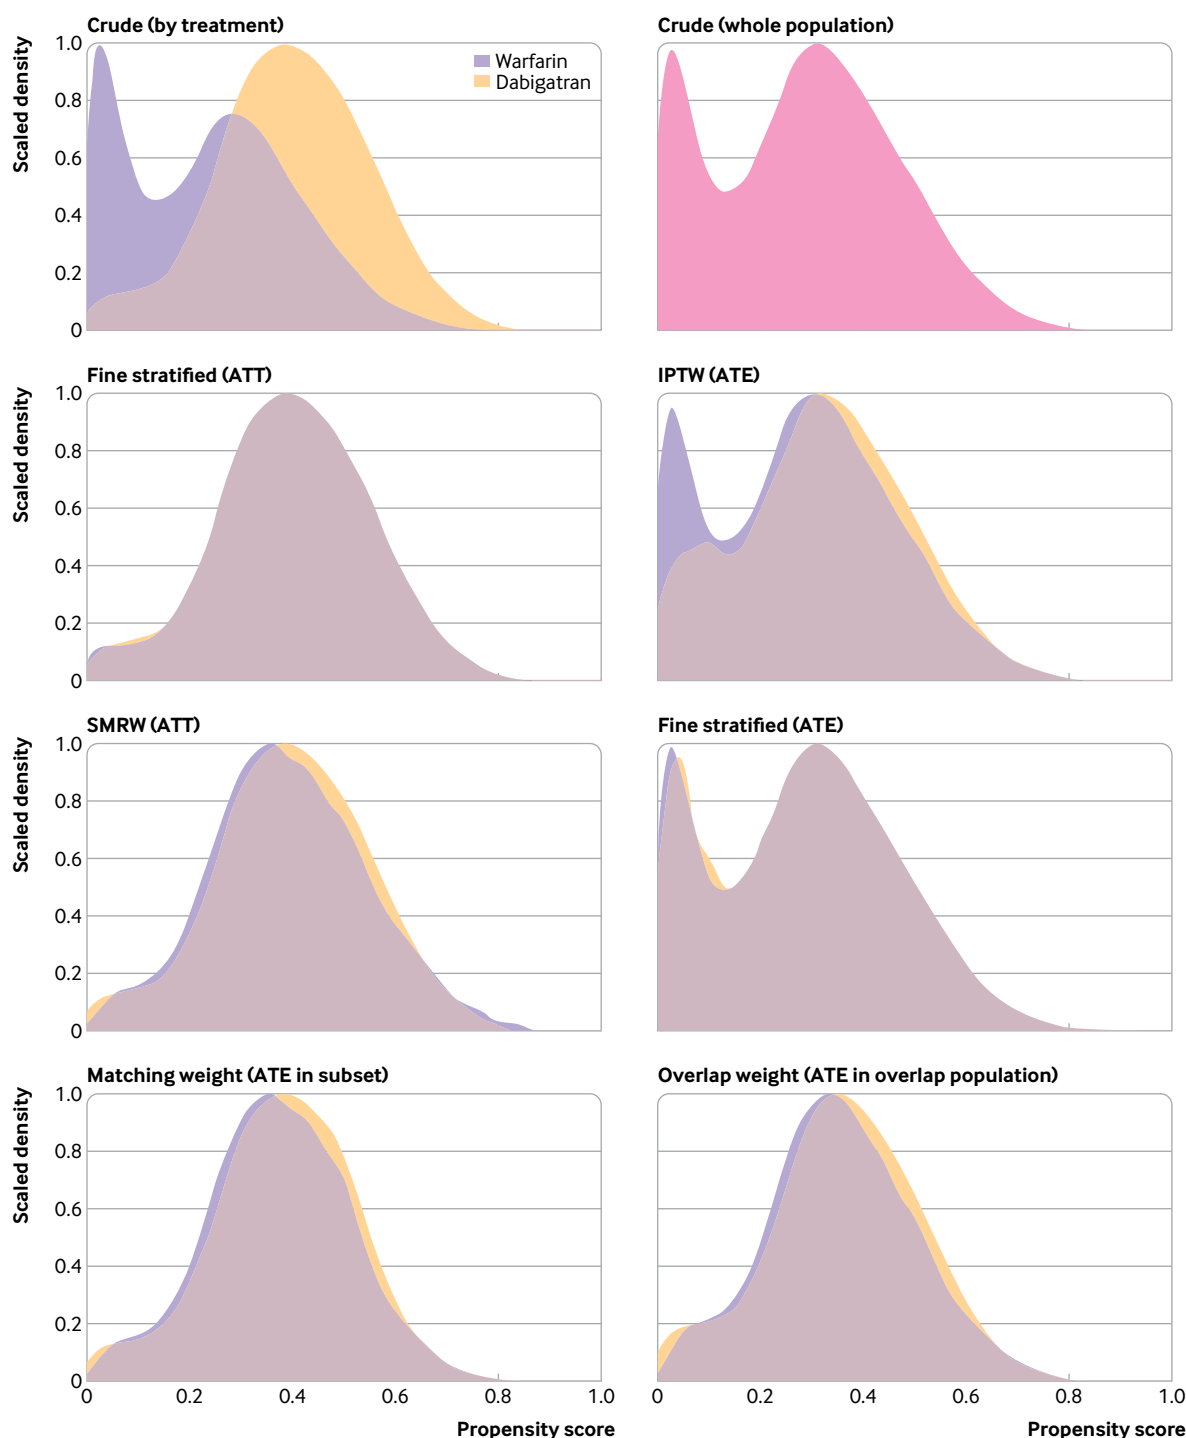 Crude (by treatment)
Scaled density
1.0
0.8
0.6
0.4
0.2
0
Warfarin
Dabigatran
Crude (whole population)
Fine stratified (ATT)
Scaled density
1.0
0.8
0.6
0.4
0.2
0
IPTW (ATE)
SMRW (ATT)
Scaled density
1.0
0.8
0.6
0.4
0.2
0
Fine stratified (ATE)
Matching weight (ATE in subset)
Scaled density
1.0
0.8
0.6
0.4
0.2
0
0 0.2 0.4 0.6 0.8 1.0
Propensity score
Overlap weight (ATE in overlap population)
0 0.2 0.4 0.6 0.8 1.0
Propensity score